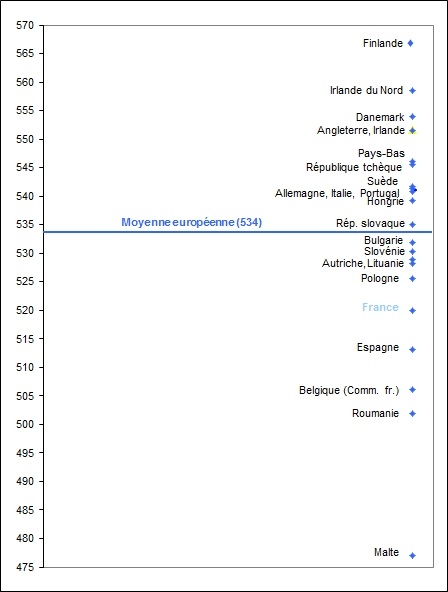 570
Finlande
565
560
Irlande du Nord
555
Danemark
Angleterre, Irlande
550
Pays-Bas
545
République tchèque
Suède
540
Allemagne, Italie, Portugal
Hongrie
535
Moyenne européenne (534)
Rép. slovaque
Bulgarie
530
Slovénie
Autriche, Lituanie
525
Pologne
520
France
515
Espagne
510
505
Belgique (Comm. fr.)
500
Roumanie
495
490
485
480
Malte
475